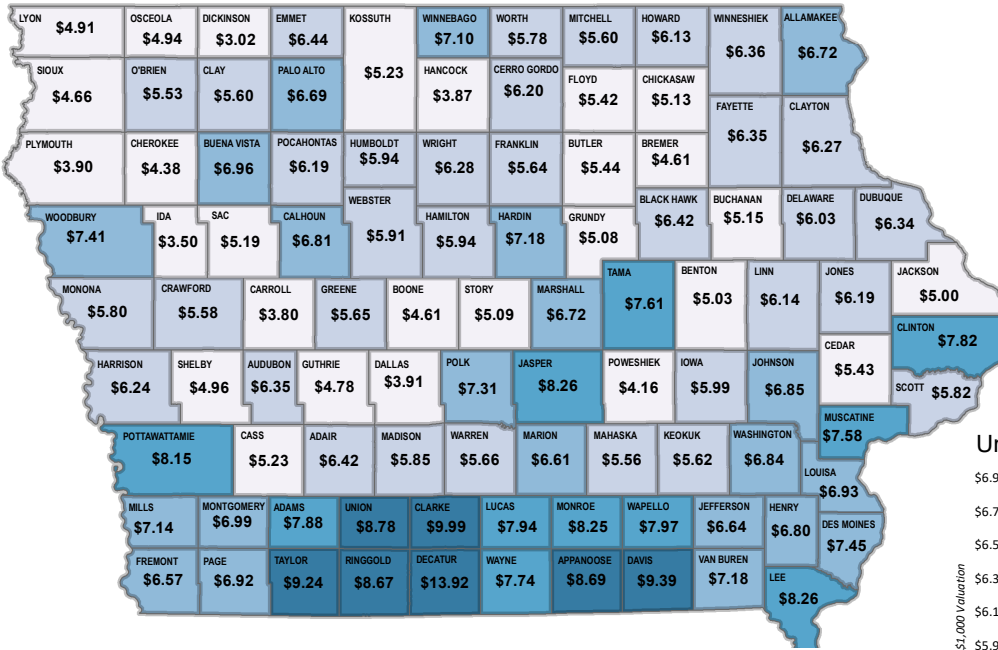 LYON
$4.91
OSCEOLA
$4.94
DICKINSON
$3.02
EMMET
$6.44
KOSSUTH
$5.23
WINNEBAGO
$7.10
WORTH
$5.78
MITCHELL
$5.60
HOWARD
$6.13
WINNESHIEK
$6.36
ALLAMAKEE
$6.72
SIOUX
$4.66
O'BRIEN
$5.53
CLAY
$5.60
PALO ALTO
$6.69
HANCOCK
$3.87
CERRO GORDO
$6.20
FLOYD
$5.42
CHICKASAW
$5.13
FAYETTE
$6.35
CLAYTON
$6.27
PLYMOUTH
$3.90
CHEROKEE
$4.38
BUENA VISTA
$6.96
POCAHONTAS
$6.19
HUMBOLDT
$5.94
WRIGHT
$6.28
FRANKLIN
$5.64
BUTLER
$5.44
BREMER
$4.61
WOODBURY
$7.41
IDA
$3.50
SAC
$5.19
CALHOUN
$6.81
WEBSTER
$5.91
HAMILTON
$5.94
HARDIN
$7.18
GRUNDY
$5.08
BLACK HAWK
$6.42
BUCHANAN
$5.15
DELAWARE
$6.03
DUBUQUE
$6.34
MONONA
$5.80
CRAWFORD
$5.58
CARROLL
$3.80
GREENE
$5.65
BOONE
$4.61
STORY
$5.09
MARSHALL
$6.72
TAMA
$7.61
BENTON
$5.03
LINN
$6.14
JONES
$6.19
JACKSON
$5.00
CLINTON
$7.82
HARRISON
$6.24
SHELBY
$4.96
AUDUBON
$6.35
GUTHRIE
$4.78
DALLAS
$3.91
POLK
$7.31
JASPER
$8.26
POWESHIEK
$4.16
IOWA
$5.99
JOHNSON
$6.85
CEDAR
$5.43
SCOTT
$5.82
MUSCATINE
$7.58
POTTAWATTAMIE
$8.15
CASS
$5.23
ADAIR
$6.42
MADISON
$5.85
WARREN
$5.66
MARION
$6.61
MAHASKA
$5.56
KEOKUK
$5.62
WASHINGTON
$6.84
LOUISA
$6.93
MILLS
$7.14
MONTGOMERY
$6.99
ADAMS
$7.88
UNION
$8.78
CLARKE
$9.99
LUCAS
$7.94
MONROE
$8.25
WAPELLO
$7.97
JEFFERSON
$6.64
HENRY
$6.80
DES MOINES
$7.45
FREMONT
$6.57
PAGE
$6.92
TAYLOR
$9.24
RINGGOLD
$8.67
DECATUR
$13.92
WAYNE
$7.74
APPANOOSE
$8.69
DAVIS
$9.39
VAN BUREN
$7.18
LEE
$8.26
Ur
$6.9
$6.7
$6.5
$6.3
$6.1
$5.9
$1,000 Valuation